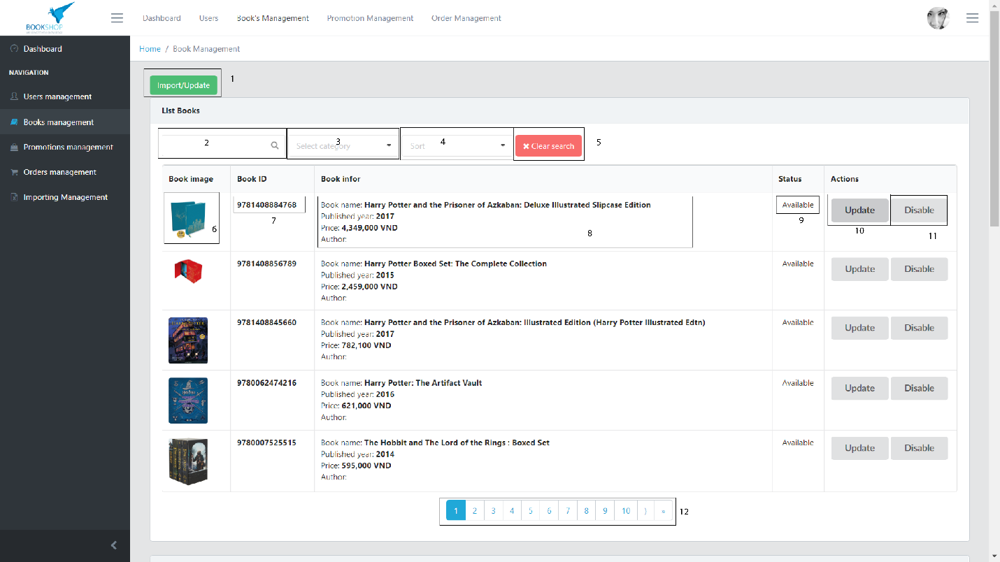 BOOKSHOP
Dashboard
Users
Book's Management
Promotion Management
Order Management
Dashboard
NAVIGATION
Users management
Books management
Promotions management
Orders management
Importing Management
Home / Book Management
Import/Update
1
List Books
2
Select category
3
Sort
4
Clear search
5
Book image
Book ID
Book infor
Status
Actions
6
9781408884768
7
Book name: Harry Potter and the Prisoner of Azkaban: Deluxe Illustrated Slipcase Edition
Published year: 2017
Price: 4,349,000 VND
Author:
8
Available
9
Update
10
Disable
11
9781408856789
Book name: Harry Potter Boxed Set: The Complete Collection
Published year: 2015
Price: 2,459,000 VND
Author:
Available
Update
Disable
9781408845660
Book name: Harry Potter and the Prisoner of Azkaban: Illustrated Edition (Harry Potter Illustrated Edtn)
Published year: 2017
Price: 782,100 VND
Author:
Available
Update
Disable
9780062474216
Book name: Harry Potter: The Artifact Vault
Published year: 2016
Price: 621,000 VND
Author:
Available
Update
Disable
9780007525515
Book name: The Hobbit and The Lord of the Rings : Boxed Set
Published year: 2014
Price: 595,000 VND
Author:
Available
Update
Disable
1 2 3 4 5 6 7 8 9 10 ⟩ »
12